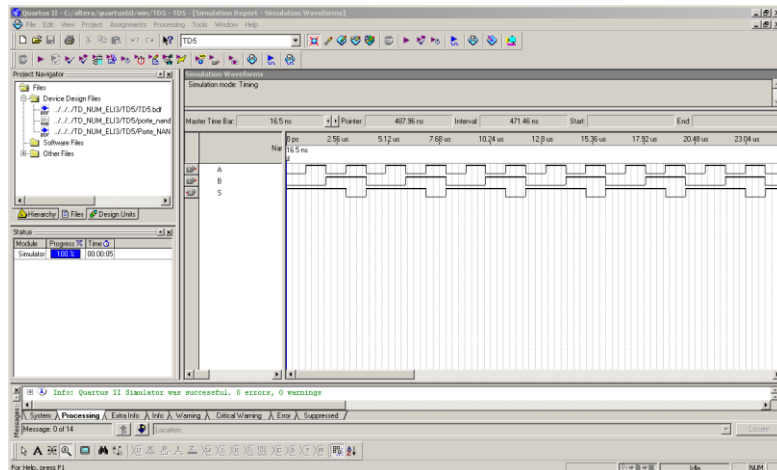 Quartus II - C:/altera/quartus60/win/TD5 - TD5 - [Simulation Report - Simulation Waveforms]
File Edit View Project Assignments Processing Tools Window Help
TD5
Project Navigator
Simulation Waveforms
Files
Simulation mode: Timing
Device Design Files
../../../TD_NUM_ELI3/TD5/TD5.bdf
../../../TD_NUM_ELI3/TD5/porte_nand
../../../TD_NUM_ELI3/TD5/Porte_NAN
Software Files
Other Files
Master Time Bar: 16.5 ns Pointer: 487.96 ns Interval: 471.46 ns Start: End:
0 ps 2.56 us 5.12 us 7.68 us 10.24 us 12.8 us 15.36 us 17.92 us 20.48 us 23.04 us
Nar 16.5 ns
A
B
S
Hierarchy Files Design Units
Status
Module Progress % Time
Simulator 100 % 00:00:05
Info: Quartus II Simulator was successful. 0 errors, 0 warnings
System Processing Extra Info Info Warning Critical Warning Error Suppressed
Messages
Message: 0 of 14 Location: Locate
For Help, press F1 Idle NUM